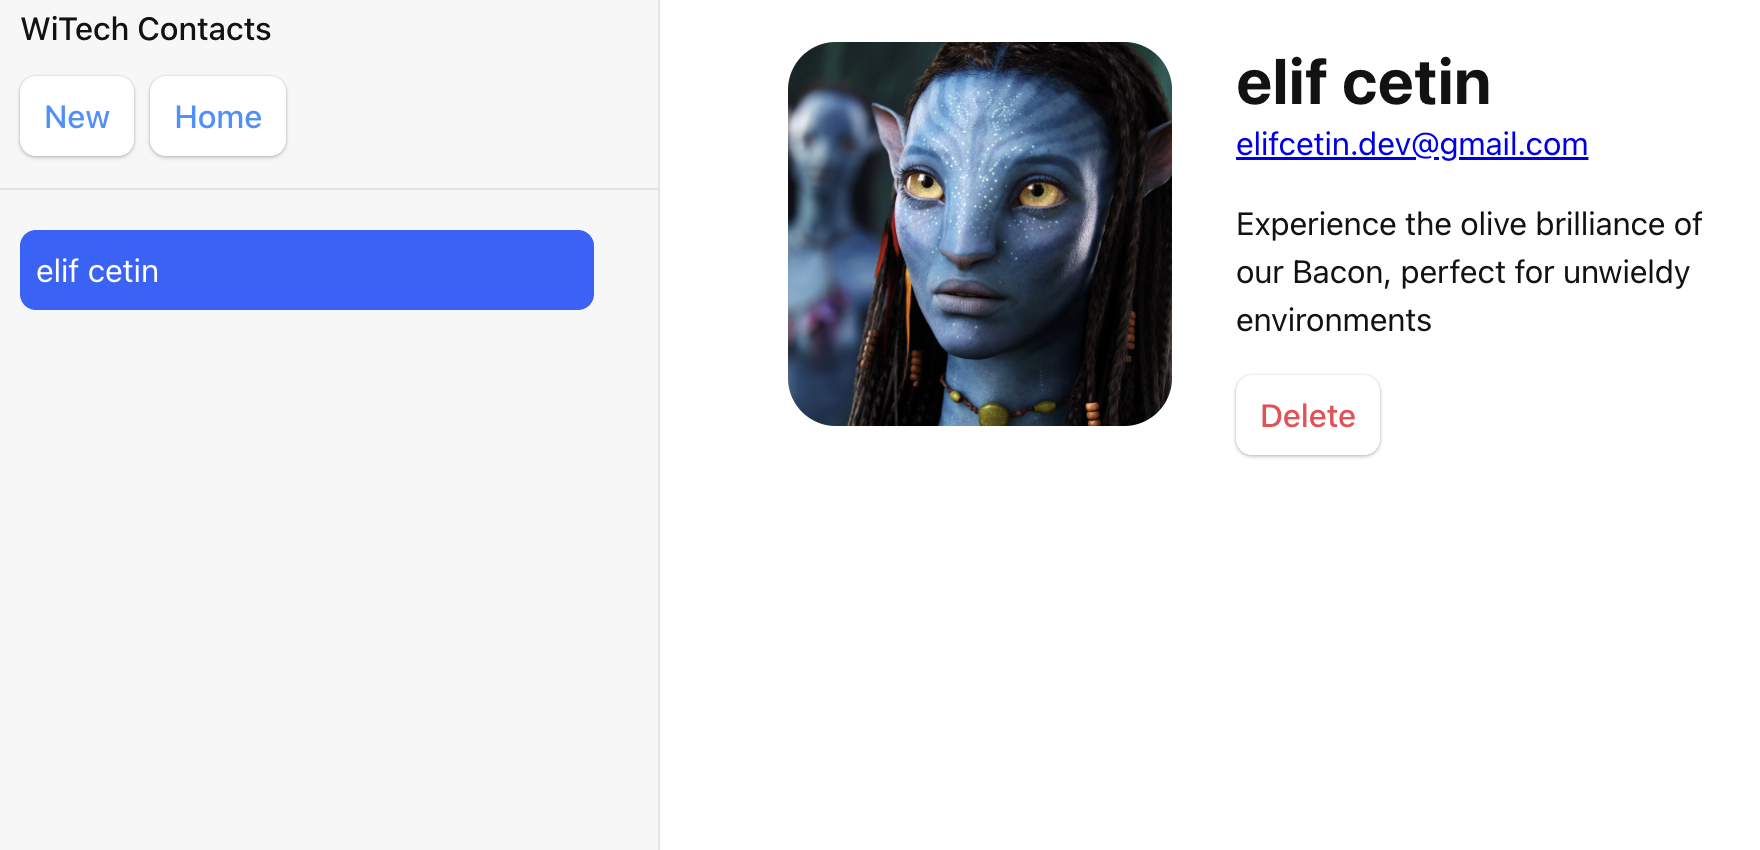 WiTech Contacts
New
Home
elif cetin
elif cetin
elifcetin.dev@gmail.com
Experience the olive brilliance of
our Bacon, perfect for unwieldy
environments
Delete